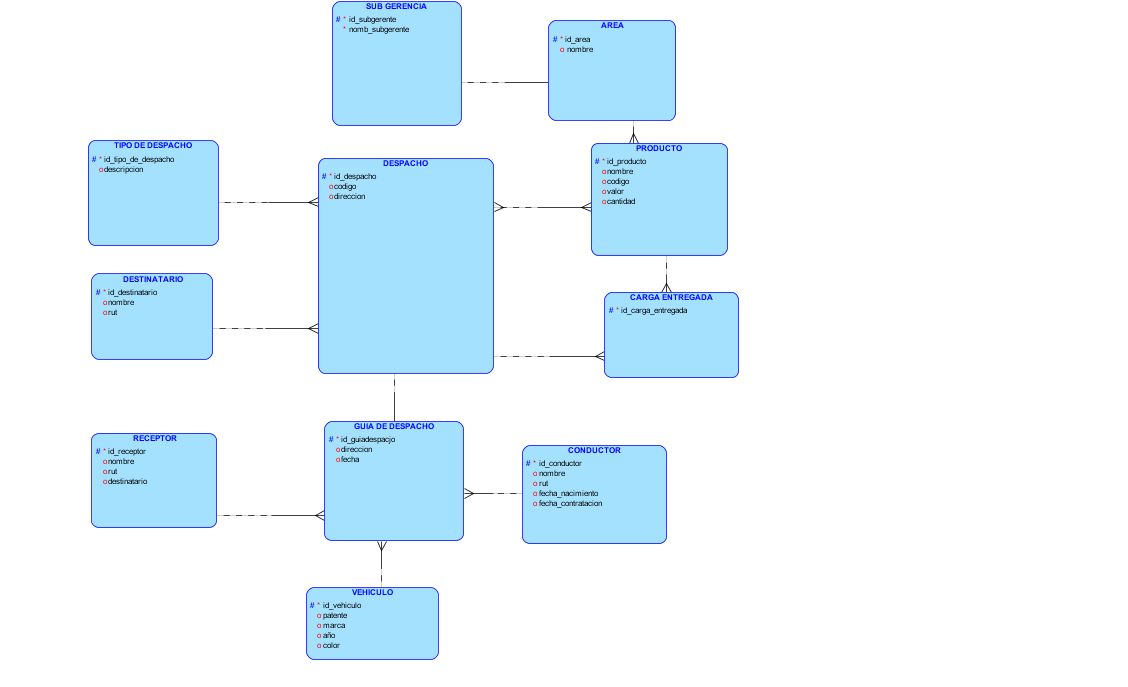 SUB GERENCIA
# * id_subgerente
* nomb_subgerente
AREA
# * id_area
o nombre
TIPO DE DESPACHO
# * id_tipo_de_despacho
o descripcion
DESPACHO
# * id_despacho
o codigo
o direccion
PRODUCTO
# * id_producto
o nombre
o codigo
o valor
o cantidad
DESTINATARIO
# * id_destinatario
o nombre
o rut
CARGA ENTREGADA
# * id_carga_entregada
RECEPTOR
# * id_receptor
o nombre
o rut
o destinatario
GUIA DE DESPACHO
# * id_guiadespacjo
o direccion
o fecha
CONDUCTOR
# * id_conductor
o nombre
o rut
o fecha_nacimiento
o fecha_contratacion
VEHICULO
# * id_vehiculo
o patente
o marca
o año
o color